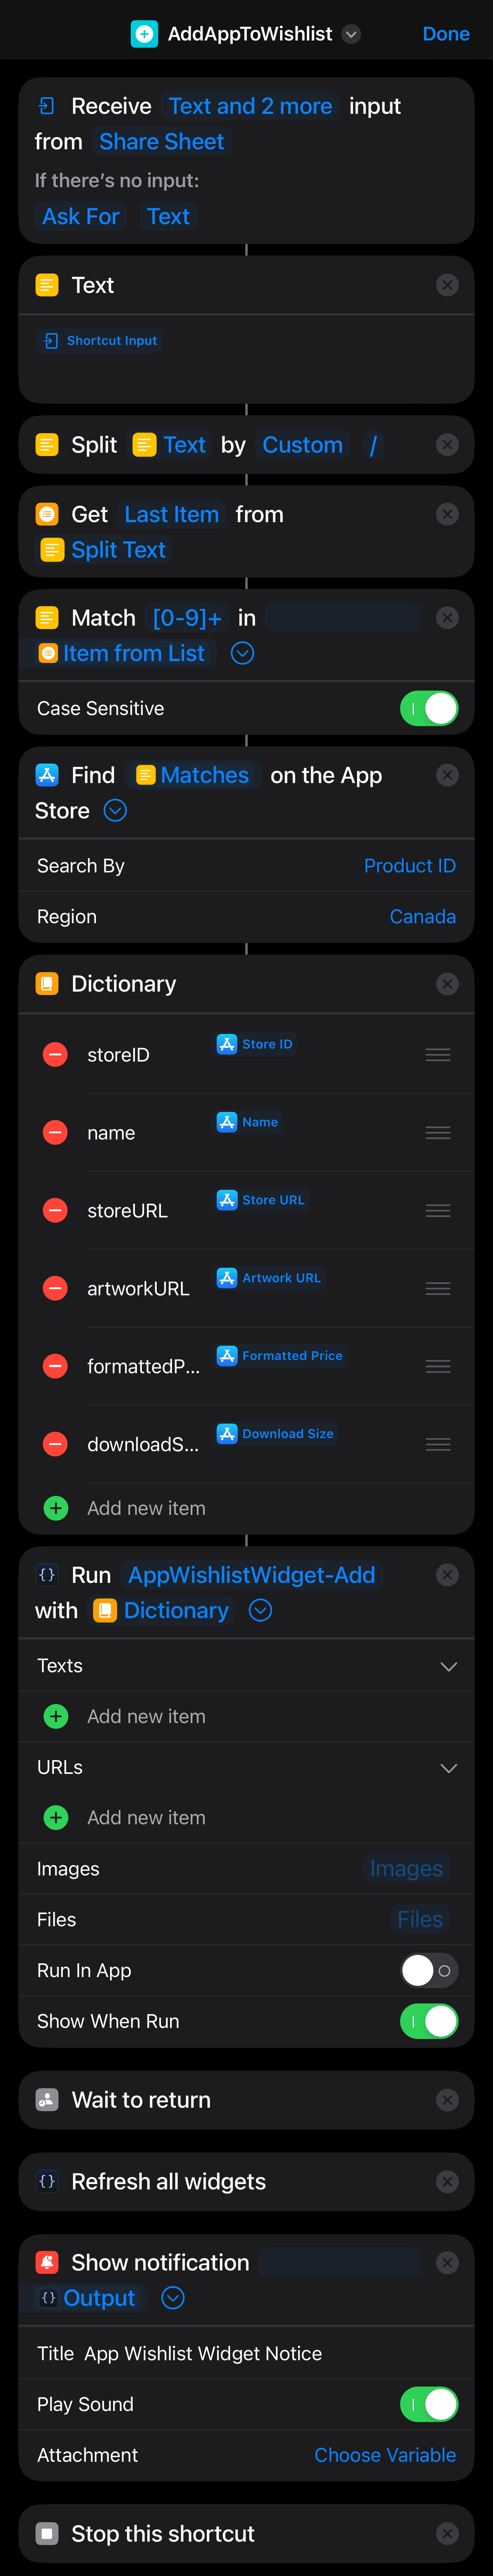 AddAppToWishlist
Done
Receive Text and 2 more input
from Share Sheet
If there's no input:
Ask For Text
Text
Shortcut Input
Split Text by Custom /
Get Last Item from
Split Text
Match [0-9]+ in
Item from List
Case Sensitive
Find Matches on the App
Store
Search By Product ID
Region Canada
Dictionary
storeID Store ID
name Name
storeURL Store URL
artworkURL Artwork URL
formattedP... Formatted Price
downloadS... Download Size
Add new item
Run AppWishlistWidget-Add
with Dictionary
Texts
Add new item
URLs
Add new item
Images Images
Files Files
Run In App
Show When Run
Wait to return
Refresh all widgets
Show notification
Output
Title App Wishlist Widget Notice
Play Sound
Attachment Choose Variable
Stop this shortcut